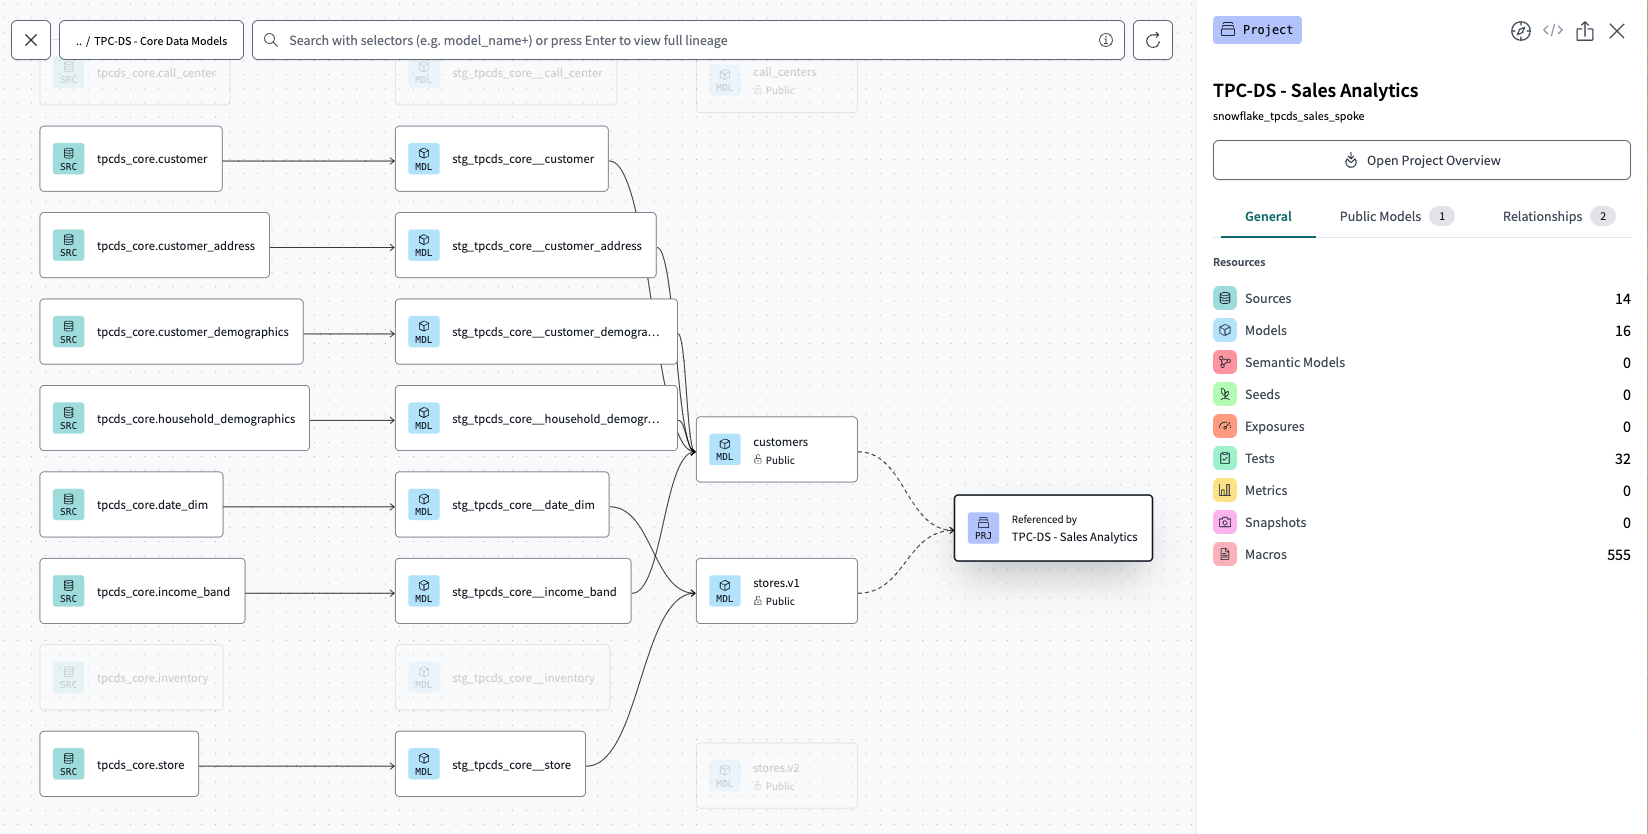 .. / TPC-DS - Core Data Models
Search with selectors (e.g. model_name+) or press Enter to view full lineage
SRC
tpcds_core.call_center
MDL
stg_tpcds_core__call_center
MDL
call_centers
Public
SRC
tpcds_core.customer
MDL
stg_tpcds_core__customer
SRC
tpcds_core.customer_address
MDL
stg_tpcds_core__customer_address
SRC
tpcds_core.customer_demographics
MDL
stg_tpcds_core__customer_demogra...
SRC
tpcds_core.household_demographics
MDL
stg_tpcds_core__household_demogr...
MDL
customers
Public
SRC
tpcds_core.date_dim
MDL
stg_tpcds_core__date_dim
PRJ
Referenced by
TPC-DS - Sales Analytics
SRC
tpcds_core.income_band
MDL
stg_tpcds_core__income_band
MDL
stores.v1
Public
SRC
tpcds_core.inventory
MDL
stg_tpcds_core__inventory
SRC
tpcds_core.store
MDL
stg_tpcds_core__store
MDL
stores.v2
Public
Project
</>
TPC-DS - Sales Analytics
snowflake_tpcds_sales_spoke
Open Project Overview
General
Public Models 1
Relationships 2
Resources
Sources 14
Models 16
Semantic Models 0
Seeds 0
Exposures 0
Tests 32
Metrics 0
Snapshots 0
Macros 555